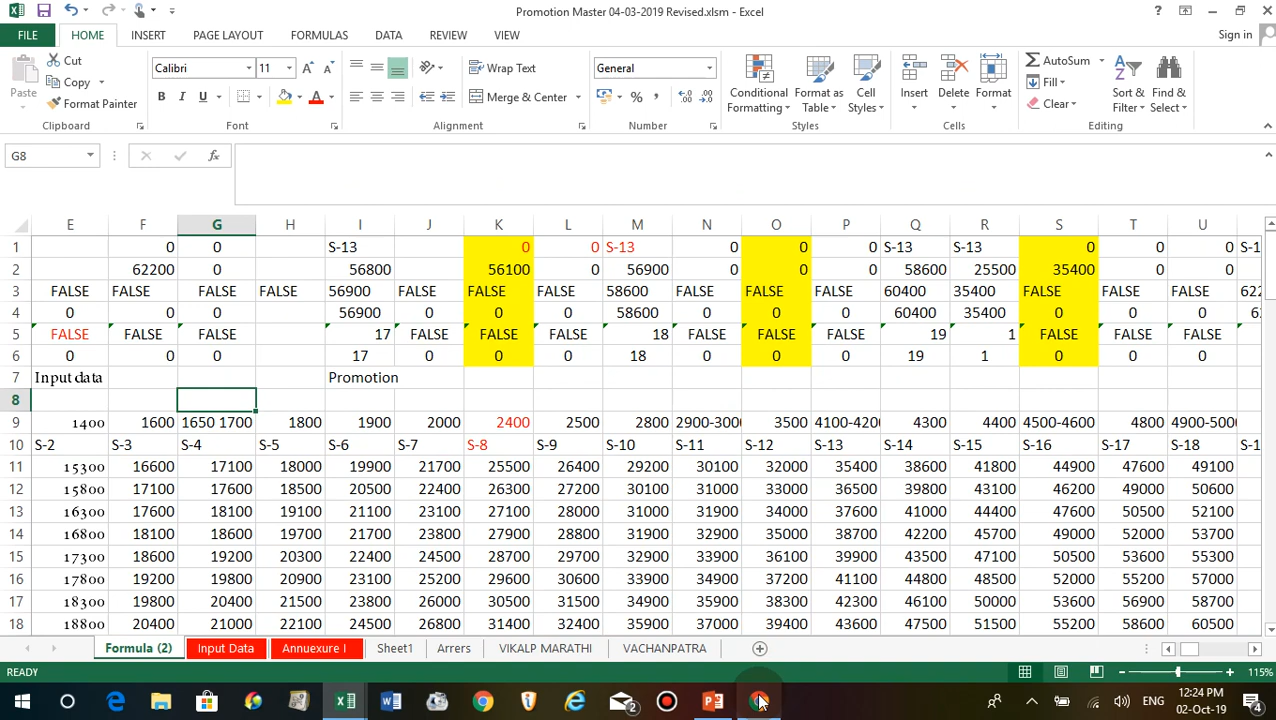 Promotion Master 04-03-2019 Revised.xlsm - Excel
FILE HOME INSERT PAGE LAYOUT FORMULAS DATA REVIEW VIEW Sign in
Paste Cut Copy Format Painter Clipboard
Calibri 11 A A B I U A Font
Wrap Text Merge & Center Alignment
General % , Number
Conditional Formatting Format as Table Cell Styles Styles
Insert Delete Format Cells
AutoSum Fill Clear Sort & Filter Find & Select Editing
G8 fx
E F G H I J K L M N O P Q R S T U
1 0 0 S-13 0 0 S-13 0 0 0 S-13 S-13 0 0 0 S-1
2 62200 0 56800 56100 0 56900 0 0 0 58600 25500 35400 0 0
3 FALSE FALSE FALSE FALSE 56900 FALSE FALSE FALSE 58600 FALSE FALSE FALSE 60400 35400 FALSE FALSE FALSE 622
4 0 0 0 56900 0 0 0 58600 0 0 0 60400 35400 0 0 0 6
5 FALSE FALSE FALSE 17 FALSE FALSE FALSE 18 FALSE FALSE FALSE 19 1 FALSE FALSE FALSE
6 0 0 0 17 0 0 0 18 0 0 0 19 1 0 0 0
7 Input data Promotion
8
9 1400 1600 1650 1700 1800 1900 2000 2400 2500 2800 2900-3000 3500 4100-4200 4300 4400 4500-4600 4800 4900-5000
10 S-2 S-3 S-4 S-5 S-6 S-7 S-8 S-9 S-10 S-11 S-12 S-13 S-14 S-15 S-16 S-17 S-18 S-1
11 15300 16600 17100 18000 19900 21700 25500 26400 29200 30100 32000 35400 38600 41800 44900 47600 49100
12 15800 17100 17600 18500 20500 22400 26300 27200 30100 31000 33000 36500 39800 43100 46200 49000 50600
13 16300 17600 18100 19100 21100 23100 27100 28000 31000 31900 34000 37600 41000 44400 47600 50500 52100
14 16800 18100 18600 19700 21700 23800 27900 28800 31900 32900 35000 38700 42200 45700 49000 52000 53700
15 17300 18600 19200 20300 22400 24500 28700 29700 32900 33900 36100 39900 43500 47100 50500 53600 55300
16 17800 19200 19800 20900 23100 25200 29600 30600 33900 34900 37200 41100 44800 48500 52000 55200 57000
17 18300 19800 20400 21500 23800 26000 30500 31500 34900 35900 38300 42300 46100 50000 53600 56900 58700
18 18800 20400 21000 22100 24500 26800 31400 32400 35900 37000 39400 43600 47500 51500 55200 58600 60500
Formula (2) Input Data Annuexure I Sheet1 Arrers VIKALP MARATHI VACHANPATRA
READY 115%
2 ENG 12:24 PM 02-Oct-19 4